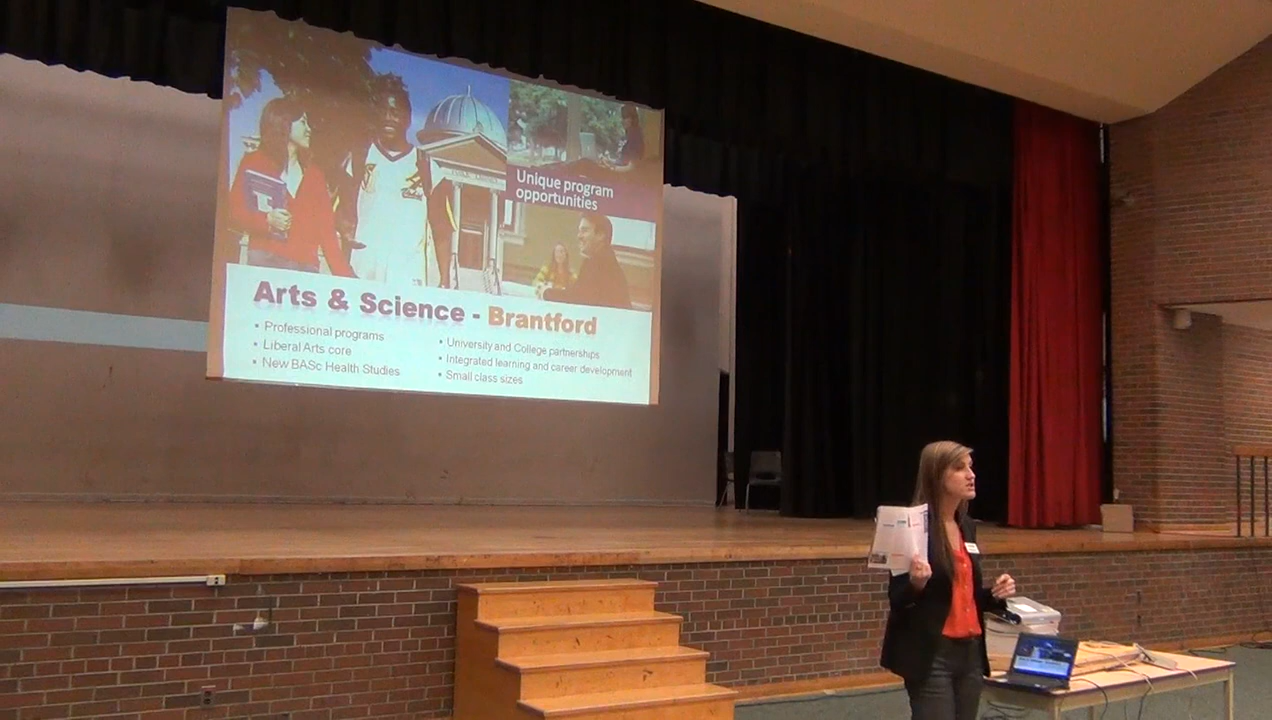 Unique program
opportunities
Arts & Science - Brantford
• Professional programs
• Liberal Arts core
• New BASc Health Studies
• University and College partnerships
• Integrated learning and career development
• Small class sizes